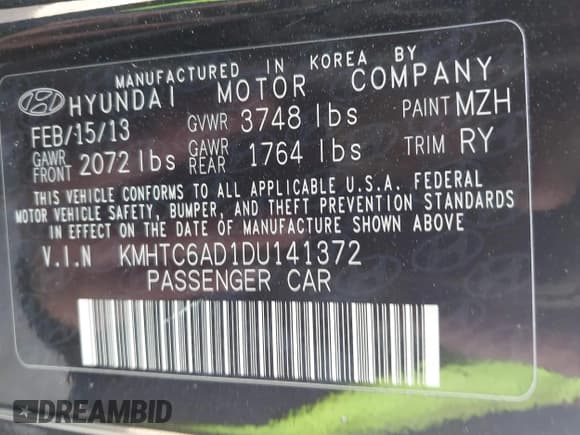 MANUFACTURED IN KOREA BY
HYUNDAI MOTOR COMPANY
FEB/15/13 GVWR 3748 lbs PAINT MZH
GAWR FRONT 2072 lbs GAWR REAR 1764 lbs TRIM RY
THIS VEHICLE CONFORMS TO ALL APPLICABLE U.S.A. FEDERAL
MOTOR VEHICLE SAFETY, BUMPER, AND THEFT PREVENTION STANDARDS
IN EFFECT ON THE DATE OF MANUFACTURE SHOWN ABOVE
V.I.N KMHTC6AD1DU141372
PASSENGER CAR
DREAMBID